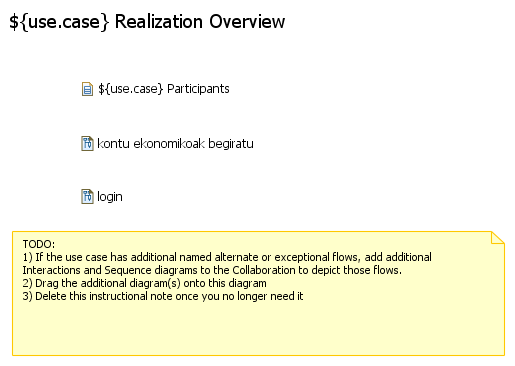 ${use.case} Realization Overview
${use.case} Participants
kontu ekonomikoak begiratu
login
TODO:
1) If the use case has additional named alternate or exceptional flows, add additional
Interactions and Sequence diagrams to the Collaboration to depict those flows.
2) Drag the additional diagram(s) onto this diagram
3) Delete this instructional note once you no longer need it